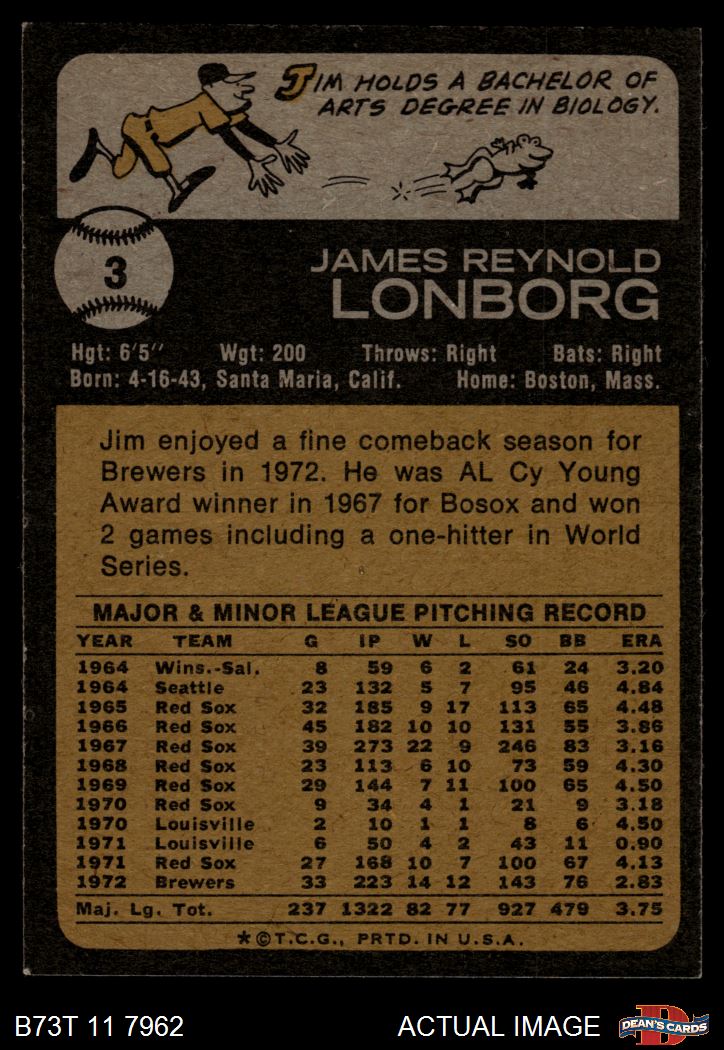 JIM HOLDS A BACHELOR OF
ARTS DEGREE IN BIOLOGY.
3
JAMES REYNOLD
LONBORG
Hgt: 6'5'' Wgt: 200 Throws: Right Bats: Right
Born: 4-16-43, Santa Maria, Calif. Home: Boston, Mass.
Jim enjoyed a fine comeback season for
Brewers in 1972. He was AL Cy Young
Award winner in 1967 for Bosox and won
2 games including a one-hitter in World
Series.
MAJOR & MINOR LEAGUE PITCHING RECORD
YEAR TEAM G IP W L SO BB ERA
1964 Wins.-Sal. 8 59 6 2 61 24 3.20
1964 Seattle 23 132 5 7 95 46 4.84
1965 Red Sox 32 185 9 17 113 65 4.48
1966 Red Sox 45 182 10 10 131 55 3.86
1967 Red Sox 39 273 22 9 246 83 3.16
1968 Red Sox 23 113 6 10 73 59 4.30
1969 Red Sox 29 144 7 11 100 65 4.50
1970 Red Sox 9 34 4 1 21 9 3.18
1970 Louisville 2 10 1 1 8 6 4.50
1971 Louisville 6 50 4 2 43 11 0.90
1971 Red Sox 27 168 10 7 100 67 4.13
1972 Brewers 33 223 14 12 143 76 2.83
Maj. Lg. Tot. 237 1322 82 77 927 479 3.75
*©T.C.G., PRTD. IN U.S.A.
B73T 11 7962 ACTUAL IMAGE D DEAN'S CARDS